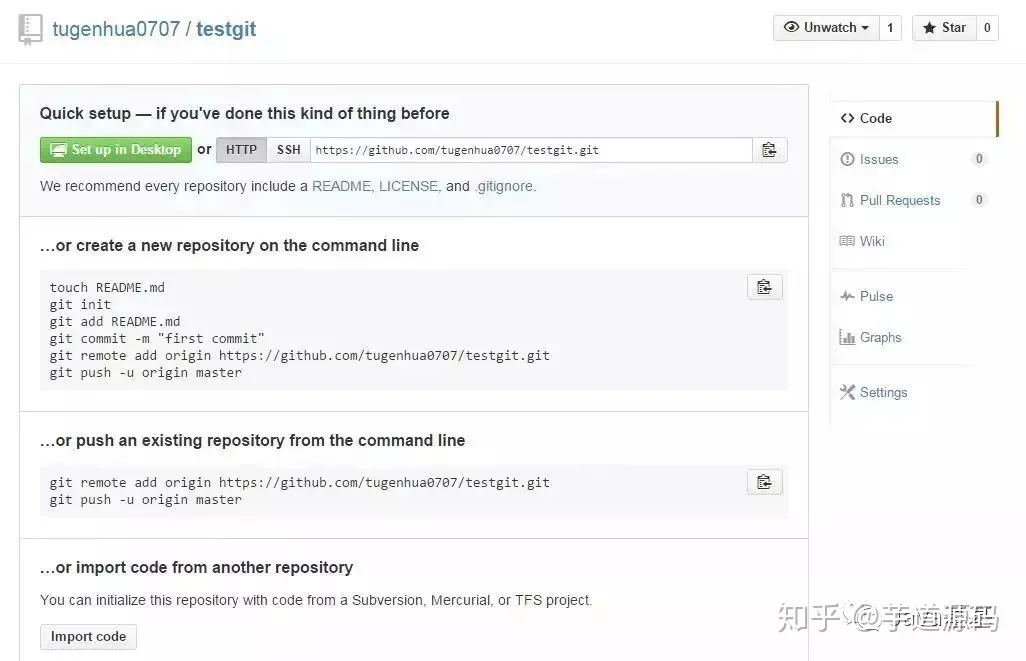 tugenhua0707 / testgit
Unwatch 1 Star 0
Quick setup — if you've done this kind of thing before
Set up in Desktop or HTTP SSH https://github.com/tugenhua0707/testgit.git
We recommend every repository include a README, LICENSE, and .gitignore.
...or create a new repository on the command line
touch README.md
git init
git add README.md
git commit -m "first commit"
git remote add origin https://github.com/tugenhua0707/testgit.git
git push -u origin master
...or push an existing repository from the command line
git remote add origin https://github.com/tugenhua0707/testgit.git
git push -u origin master
...or import code from another repository
You can initialize this repository with code from a Subversion, Mercurial, or TFS project.
Import code
Code
Issues 0
Pull Requests 0
Wiki
Pulse
Graphs
Settings
知乎 @芋道源码